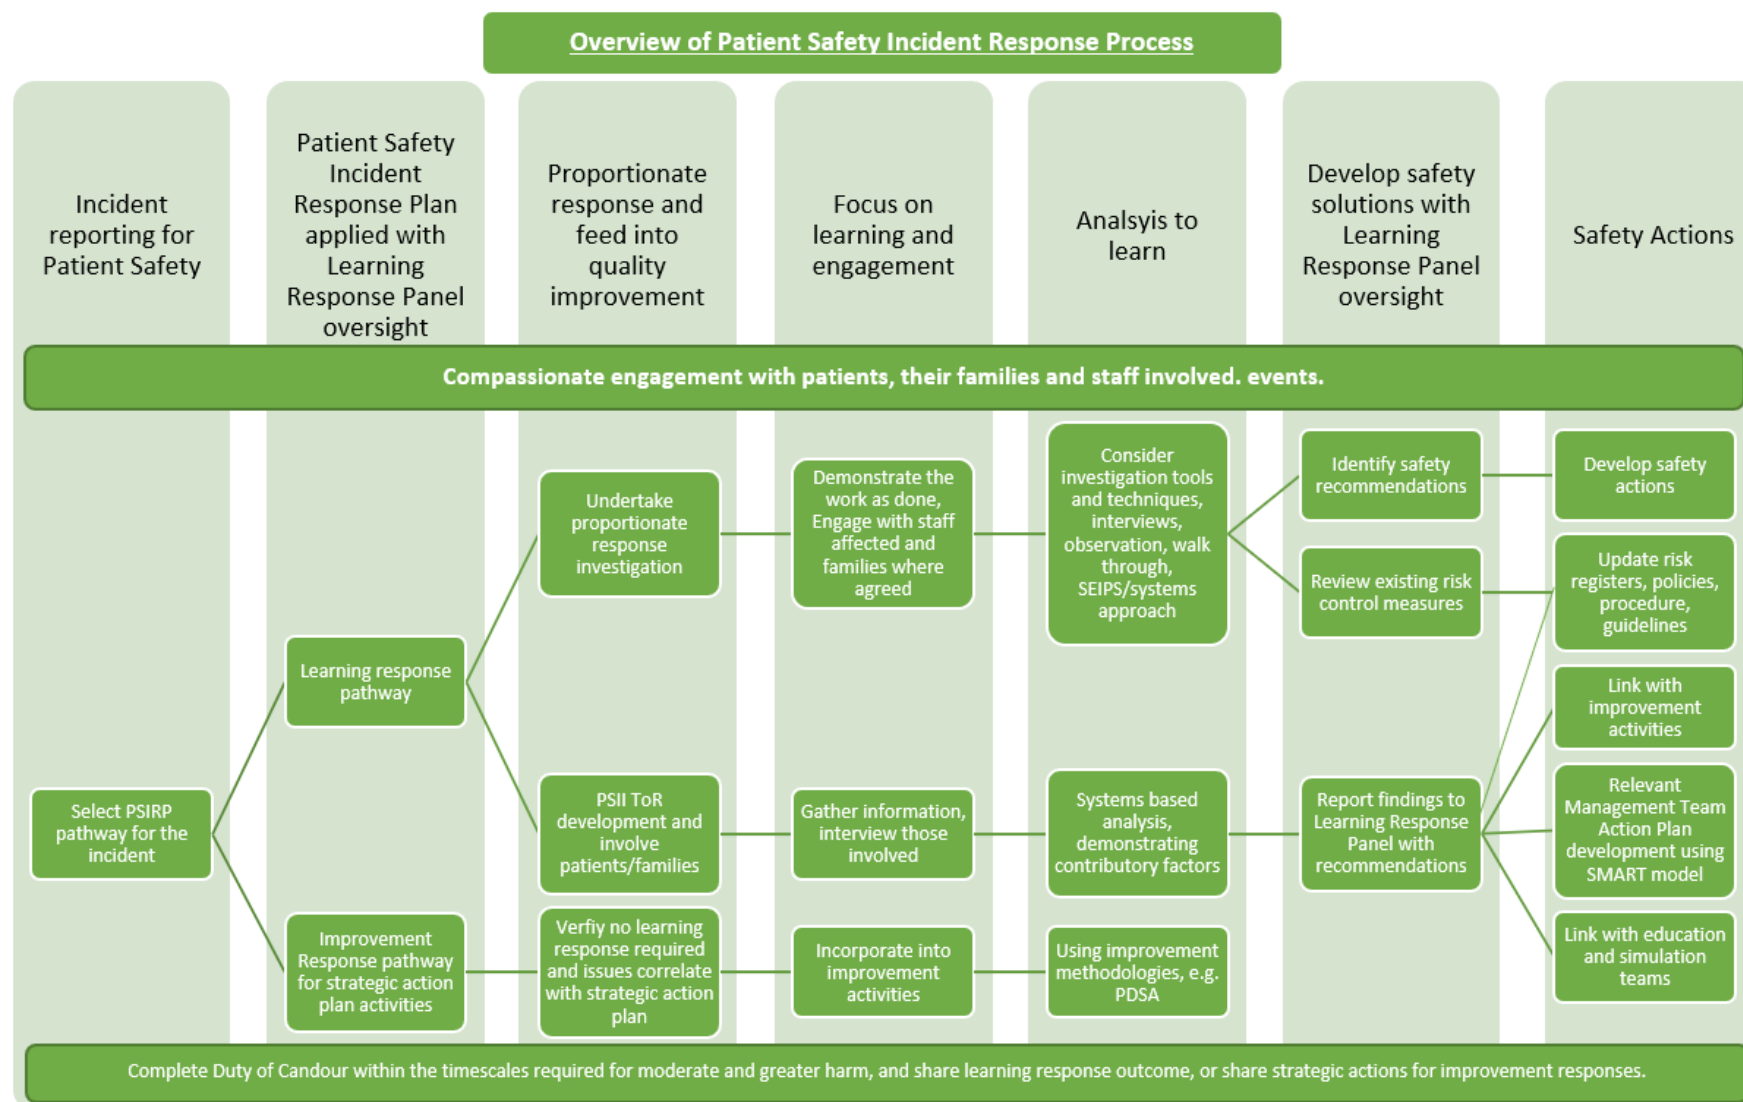 Overview of Patient Safety Incident Response Process
Incident
reporting for
Patient Safety
Patient Safety
Incident
Response Plan
applied with
Learning
Response Panel
oversight
Proportionate
response and
feed into
quality
improvement
Focus on
learning and
engagement
Analsyis to
learn
Develop safety
solutions with
Learning
Response Panel
oversight
Safety Actions
Compassionate engagement with patients, their families and staff involved. events.
Select PSIRP
pathway for the
incident
Learning response
pathway
Improvement
Response pathway
for strategic action
plan activities
Undertake
proportionate
response
investigation
PSII ToR
development and
involve
patients/families
Verfiy no learning
response required
and issues correlate
with strategic action
plan
Demonstrate the
work as done,
Engage with staff
affected and
families where
agreed
Gather information,
interview those
involved
Incorporate into
improvement
activities
Consider
investigation tools
and techniques,
interviews,
observation, walk
through,
SEIPS/systems
approach
Systems based
analysis,
demonstrating
contributory factors
Using improvement
methodologies, e.g.
PDSA
Identify safety
recommendations
Review existing risk
control measures
Report findings to
Learning Response
Panel with
recommendations
Develop safety
actions
Update risk
registers, policies,
procedure,
guidelines
Link with
improvement
activities
Relevant
Management Team
Action Plan
development using
SMART model
Link with education
and simulation
teams
Complete Duty of Candour within the timescales required for moderate and greater harm, and share learning response outcome, or share strategic actions for improvement responses.